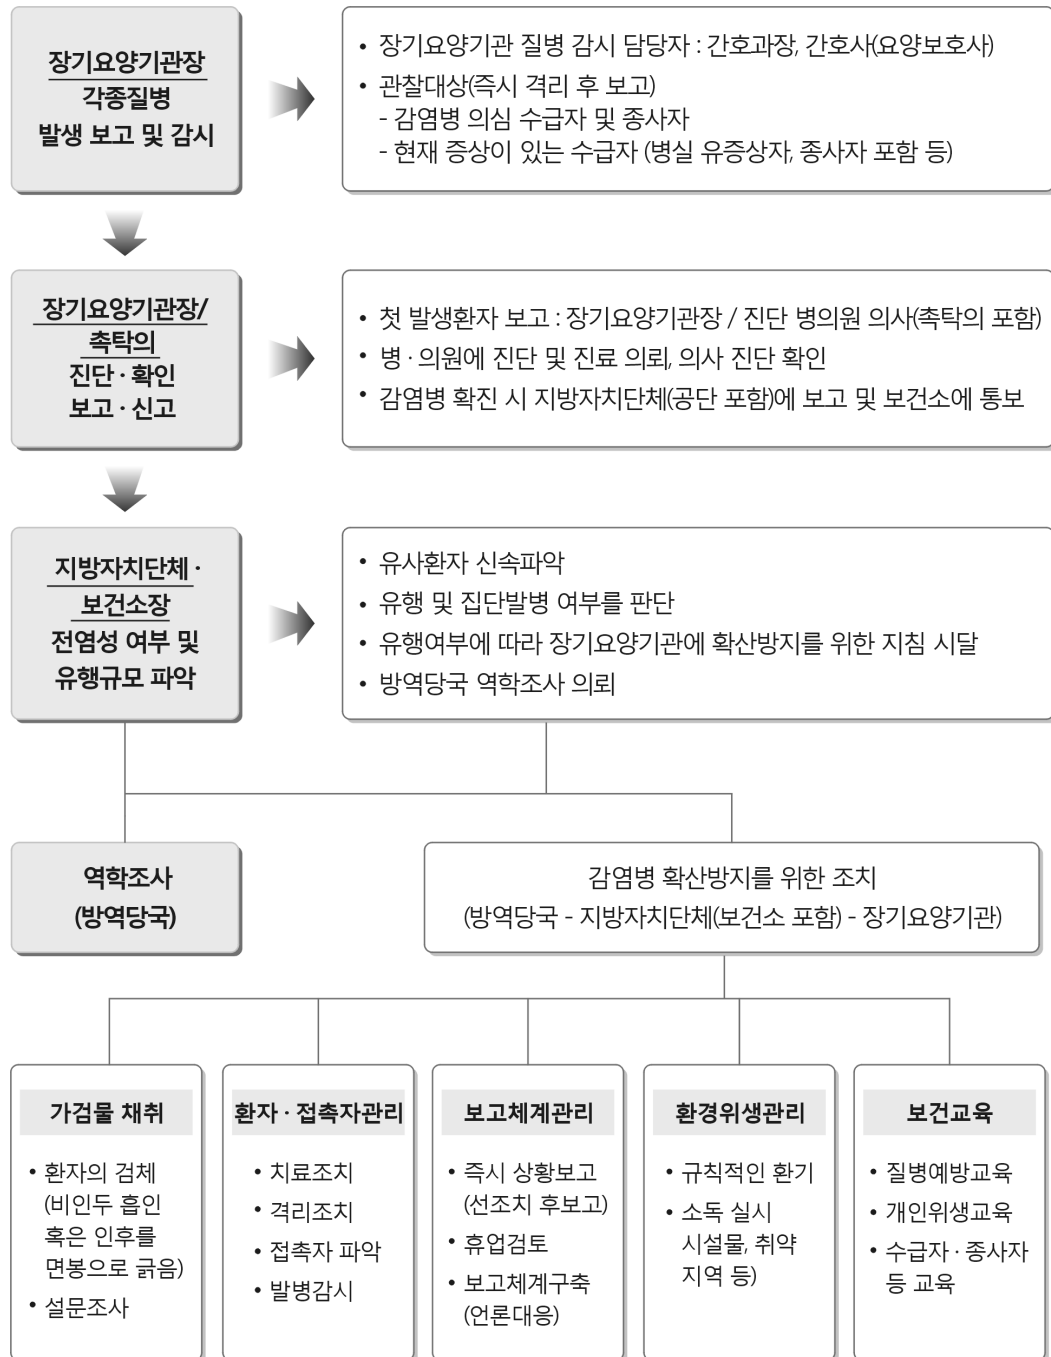 장기요양기관장
각종질병
발생 보고 및 감시
• 장기요양기관 질병 감시 담당자 : 간호과장, 간호사(요양보호사)
• 관찰대상(즉시 격리 후 보고)
- 감염병 의심 수급자 및 종사자
- 현재 증상이 있는 수급자 (병실 유증상자, 종사자 포함 등)
장기요양기관장/
촉탁의
진단 · 확인
보고 · 신고
• 첫 발생환자 보고 : 장기요양기관장 / 진단 병의원 의사(촉탁의 포함)
• 병 · 의원에 진단 및 진료 의뢰, 의사 진단 확인
• 감염병 확진 시 지방자치단체(공단 포함)에 보고 및 보건소에 통보
지방자치단체 ·
보건소장
전염성 여부 및
유행규모 파악
• 유사환자 신속파악
• 유행 및 집단발병 여부를 판단
• 유행여부에 따라 장기요양기관에 확산방지를 위한 지침 시달
• 방역당국 역학조사 의뢰
역학조사
(방역당국)
감염병 확산방지를 위한 조치
(방역당국 - 지방자치단체(보건소 포함) - 장기요양기관)
가검물 채취
• 환자의 검체
(비인두 흡인
혹은 인후를
면봉으로 긁음)
• 설문조사
환자 · 접촉자관리
• 치료조치
• 격리조치
• 접촉자 파악
• 발병감시
보고체계관리
• 즉시 상황보고
(선조치 후보고)
• 휴업검토
• 보고체계구축
(언론대응)
환경위생관리
• 규칙적인 환기
• 소독 실시
시설물, 취약
지역 등)
보건교육
• 질병예방교육
• 개인위생교육
• 수급자 · 종사자
등 교육